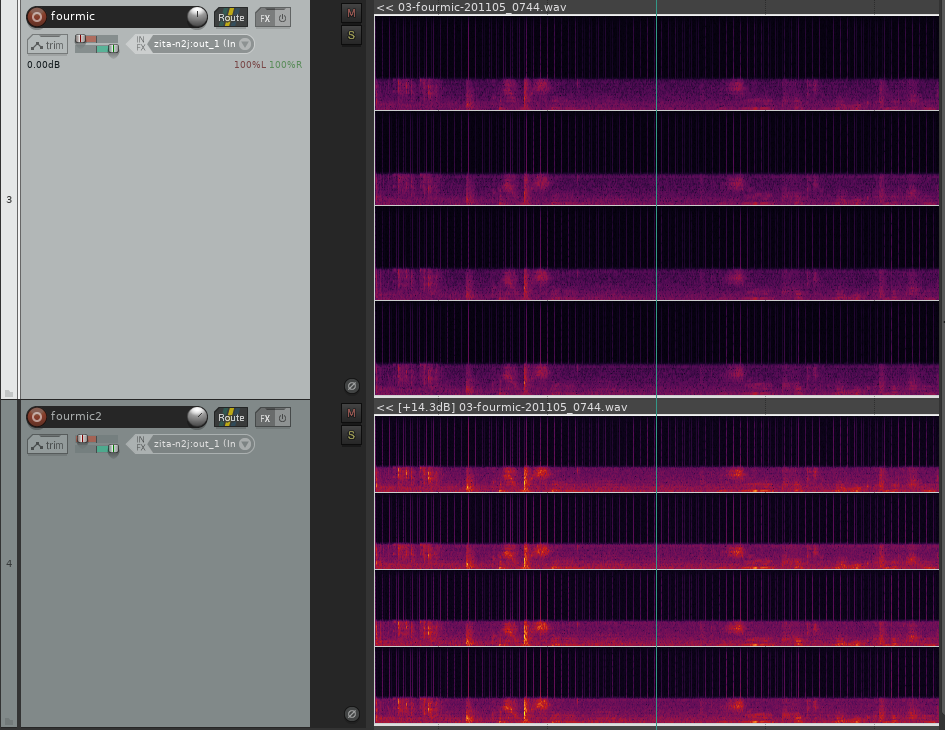 fourmic
Route
FX
M
<< 03-fourmic-201105_0744.wav
trim
IN
FX
zita-n2j:out_1 (In
S
0.00dB
100%L 100%R
3
Ø
fourmic2
Route
FX
M
<< [+14.3dB] 03-fourmic-201105_0744.wav
trim
IN
FX
zita-n2j:out_1 (In
S
4
Ø